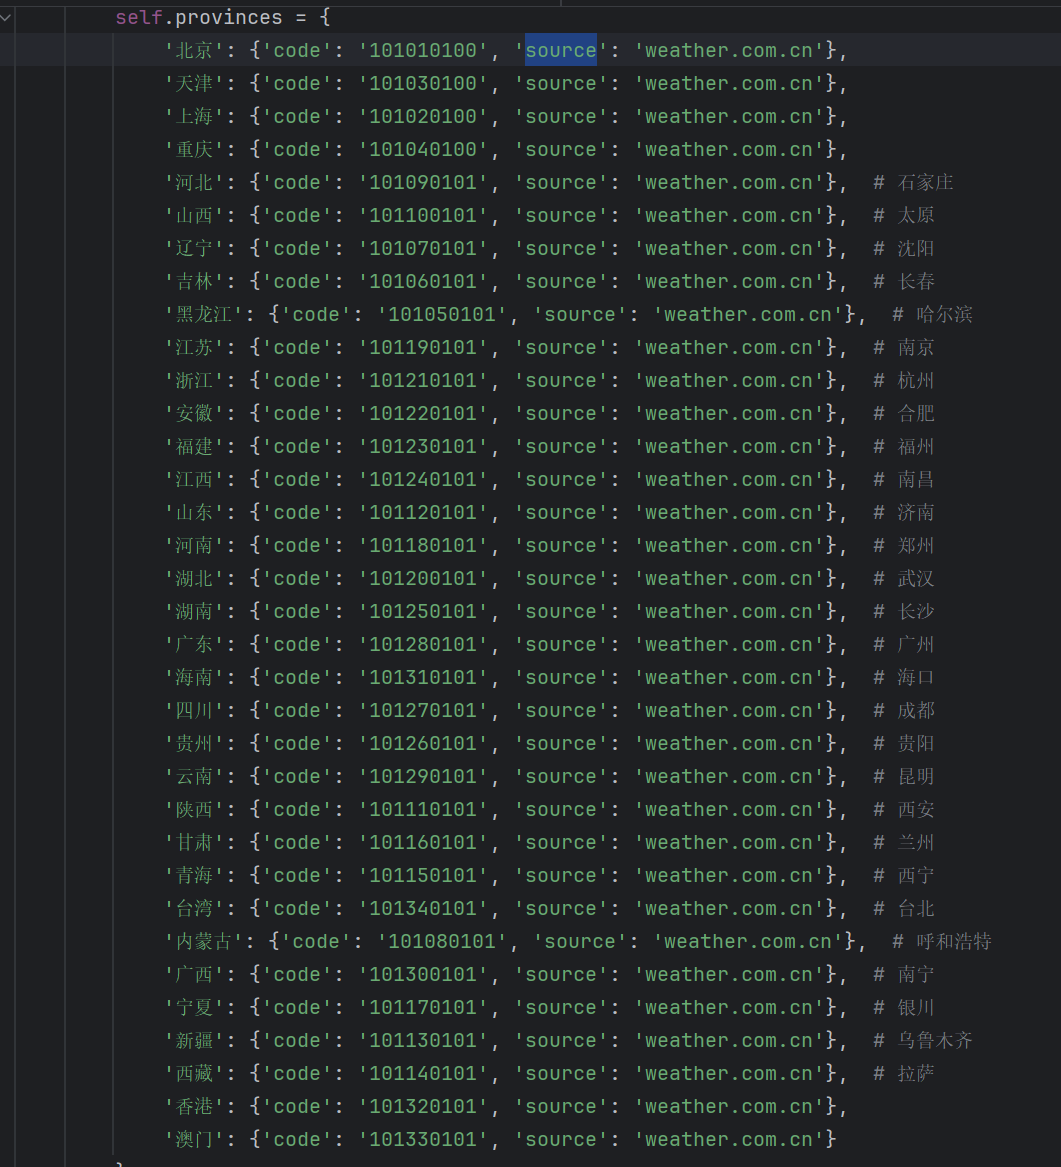 self.provinces = {
'北京': {'code': '101010100', 'source': 'weather.com.cn'},
'天津': {'code': '101030100', 'source': 'weather.com.cn'},
'上海': {'code': '101020100', 'source': 'weather.com.cn'},
'重庆': {'code': '101040100', 'source': 'weather.com.cn'},
'河北': {'code': '101090101', 'source': 'weather.com.cn'},  # 石家庄
'山西': {'code': '101100101', 'source': 'weather.com.cn'},  # 太原
'辽宁': {'code': '101070101', 'source': 'weather.com.cn'},  # 沈阳
'吉林': {'code': '101060101', 'source': 'weather.com.cn'},  # 长春
'黑龙江': {'code': '101050101', 'source': 'weather.com.cn'},  # 哈尔滨
'江苏': {'code': '101190101', 'source': 'weather.com.cn'},  # 南京
'浙江': {'code': '101210101', 'source': 'weather.com.cn'},  # 杭州
'安徽': {'code': '101220101', 'source': 'weather.com.cn'},  # 合肥
'福建': {'code': '101230101', 'source': 'weather.com.cn'},  # 福州
'江西': {'code': '101240101', 'source': 'weather.com.cn'},  # 南昌
'山东': {'code': '101120101', 'source': 'weather.com.cn'},  # 济南
'河南': {'code': '101180101', 'source': 'weather.com.cn'},  # 郑州
'湖北': {'code': '101200101', 'source': 'weather.com.cn'},  # 武汉
'湖南': {'code': '101250101', 'source': 'weather.com.cn'},  # 长沙
'广东': {'code': '101280101', 'source': 'weather.com.cn'},  # 广州
'海南': {'code': '101310101', 'source': 'weather.com.cn'},  # 海口
'四川': {'code': '101270101', 'source': 'weather.com.cn'},  # 成都
'贵州': {'code': '101260101', 'source': 'weather.com.cn'},  # 贵阳
'云南': {'code': '101290101', 'source': 'weather.com.cn'},  # 昆明
'陕西': {'code': '101110101', 'source': 'weather.com.cn'},  # 西安
'甘肃': {'code': '101160101', 'source': 'weather.com.cn'},  # 兰州
'青海': {'code': '101150101', 'source': 'weather.com.cn'},  # 西宁
'台湾': {'code': '101340101', 'source': 'weather.com.cn'},  # 台北
'内蒙古': {'code': '101080101', 'source': 'weather.com.cn'},  # 呼和浩特
'广西': {'code': '101300101', 'source': 'weather.com.cn'},  # 南宁
'宁夏': {'code': '101170101', 'source': 'weather.com.cn'},  # 银川
'新疆': {'code': '101130101', 'source': 'weather.com.cn'},  # 乌鲁木齐
'西藏': {'code': '101140101', 'source': 'weather.com.cn'},  # 拉萨
'香港': {'code': '101320101', 'source': 'weather.com.cn'},
'澳门': {'code': '101330101', 'source': 'weather.com.cn'}